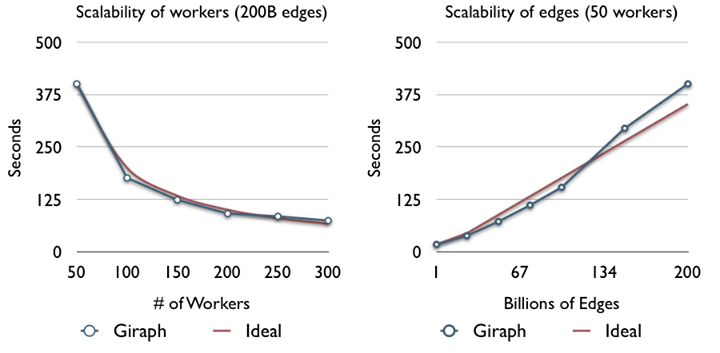 Scalability of workers (200B edges)
500
375
250
125
0
Seconds
50 100 150 200 250 300
# of Workers
Giraph Ideal
Scalability of edges (50 workers)
500
375
250
125
0
Seconds
1 67 134 200
Billions of Edges
Giraph Ideal